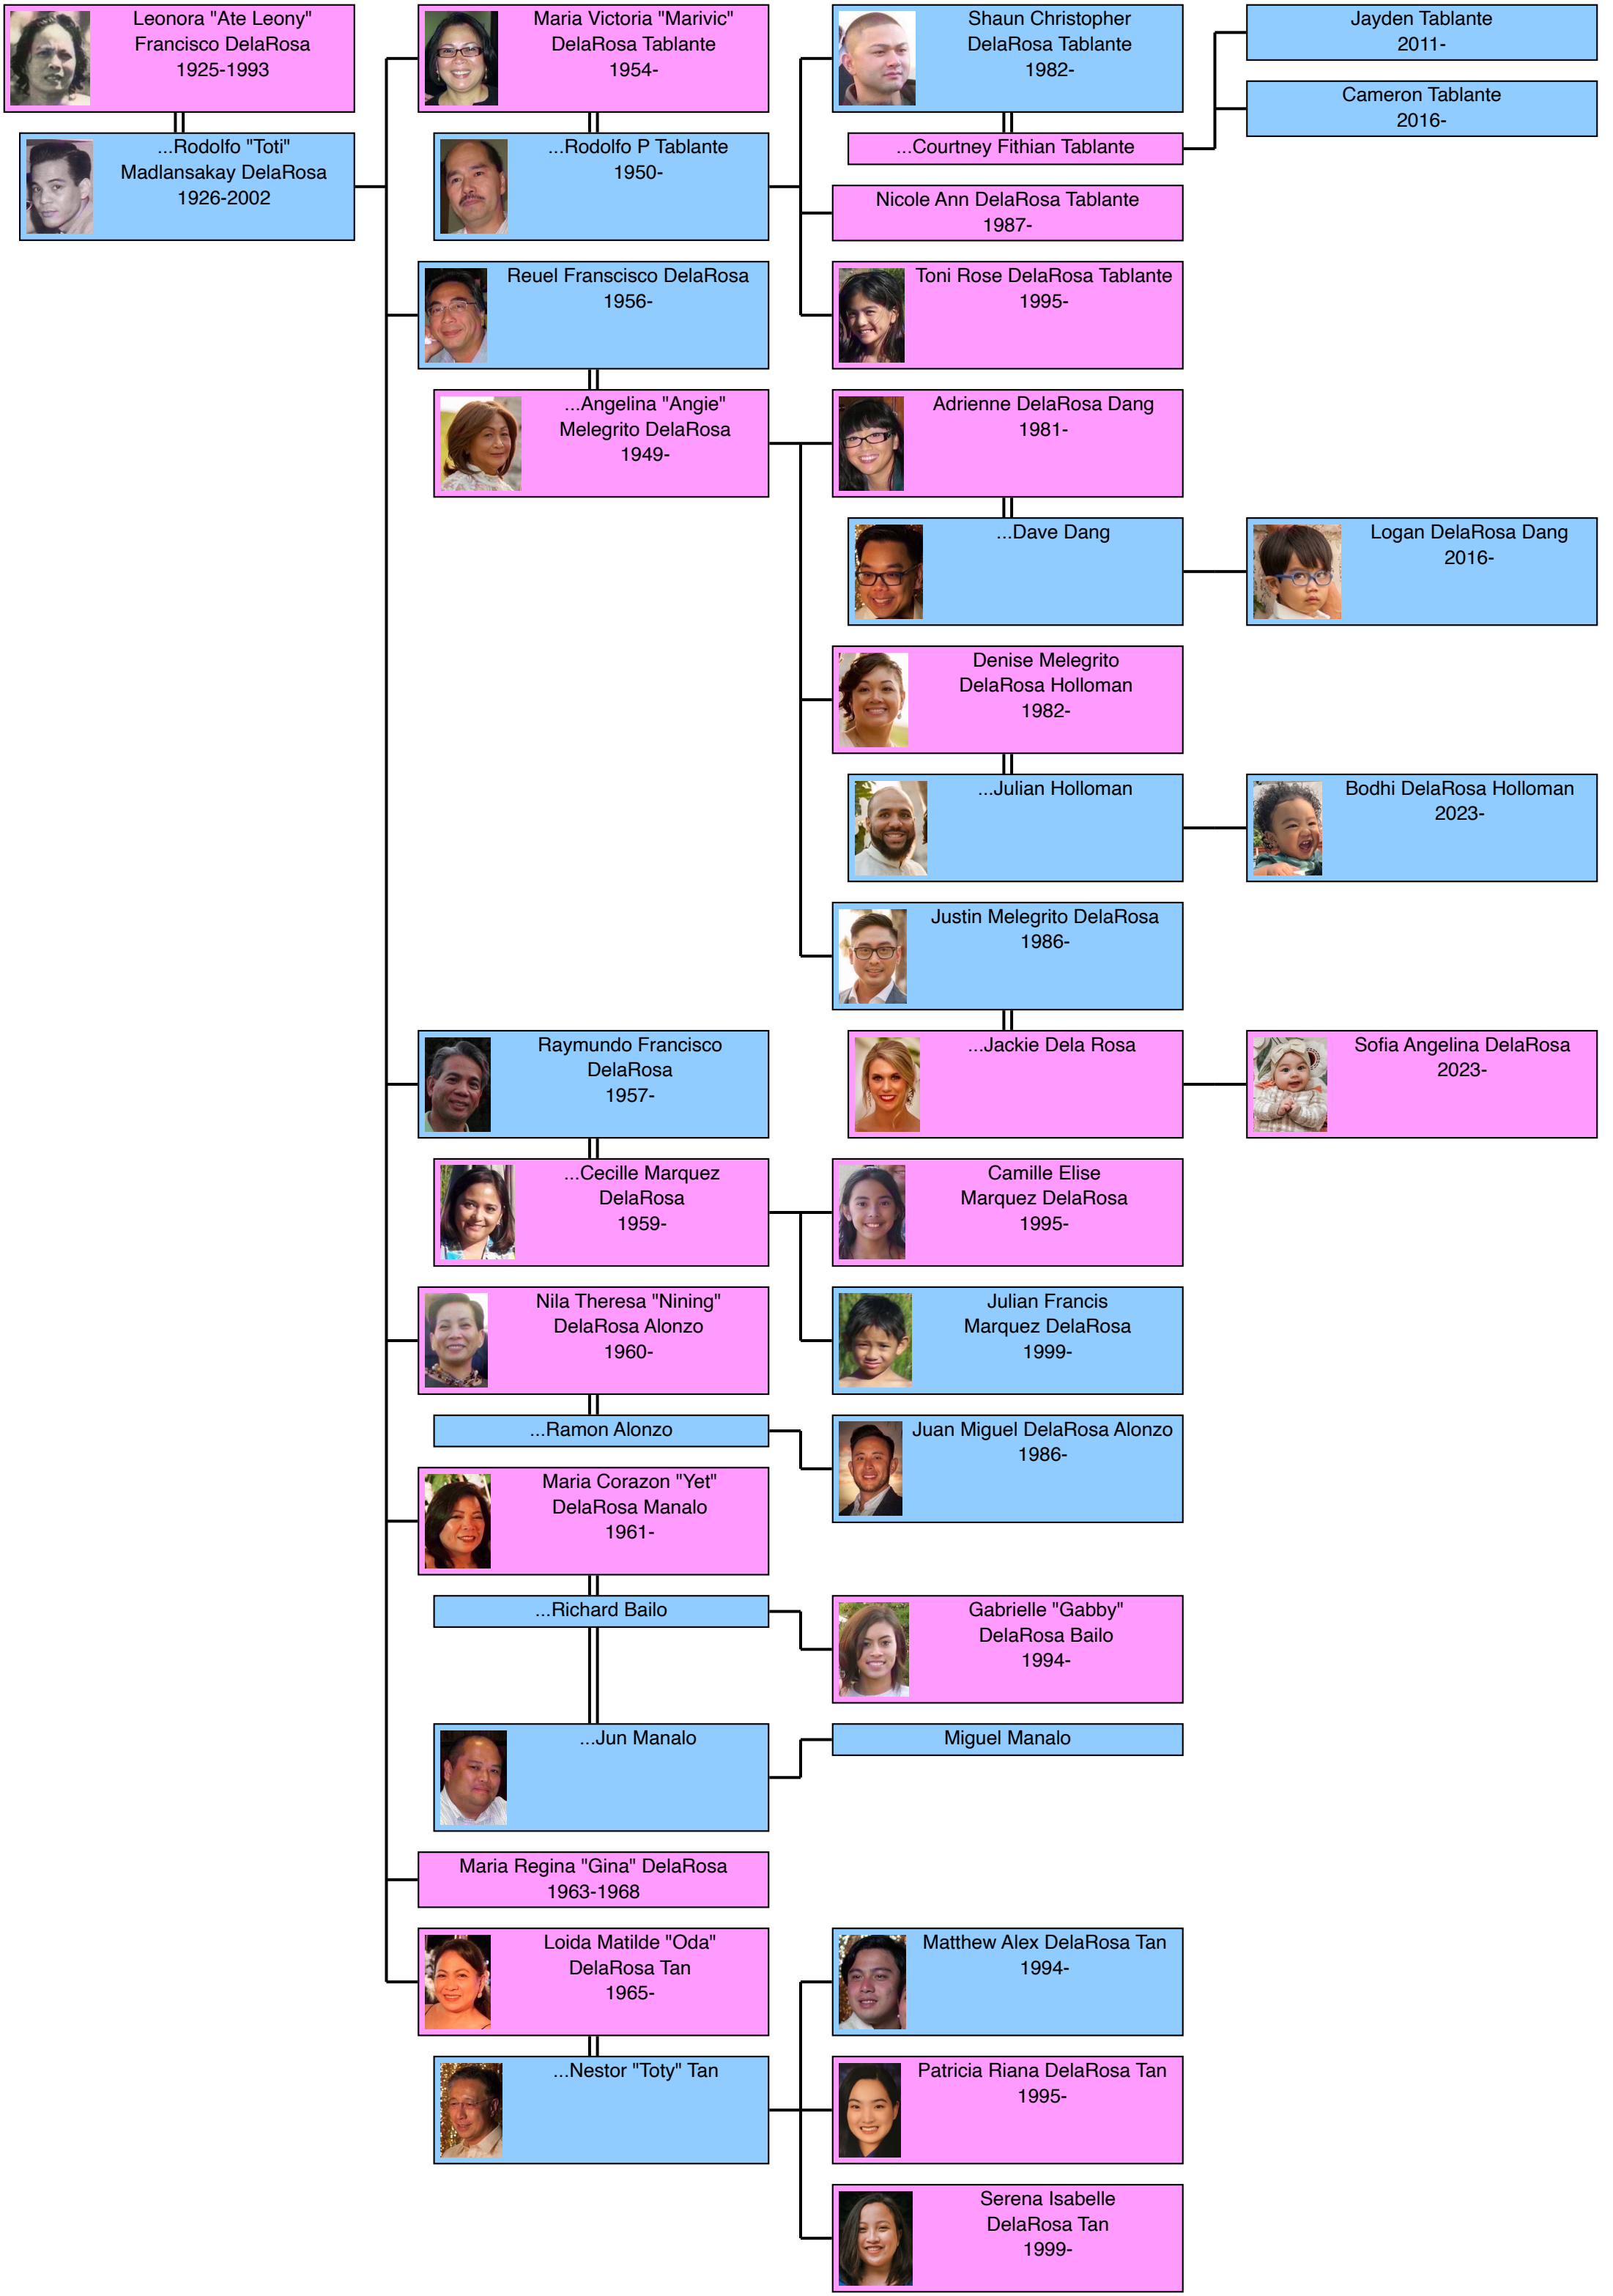 Leonora "Ate Leony"
Francisco DelaRosa
1925-1993
...Rodolfo "Toti"
Madlansakay DelaRosa
1926-2002
Maria Victoria "Marivic"
DelaRosa Tablante
1954-
...Rodolfo P Tablante
1950-
Shaun Christopher
DelaRosa Tablante
1982-
...Courtney Fithian Tablante
Jayden Tablante
2011-
Cameron Tablante
2016-
Nicole Ann DelaRosa Tablante
1987-
Toni Rose DelaRosa Tablante
1995-
Reuel Franscisco DelaRosa
1956-
...Angelina "Angie"
Melegrito DelaRosa
1949-
Adrienne DelaRosa Dang
1981-
...Dave Dang
Logan DelaRosa Dang
2016-
Denise Melegrito
DelaRosa Holloman
1982-
...Julian Holloman
Bodhi DelaRosa Holloman
2023-
Justin Melegrito DelaRosa
1986-
...Jackie Dela Rosa
Sofia Angelina DelaRosa
2023-
Raymundo Francisco
DelaRosa
1957-
...Cecille Marquez
DelaRosa
1959-
Camille Elise
Marquez DelaRosa
1995-
Julian Francis
Marquez DelaRosa
1999-
Nila Theresa "Nining"
DelaRosa Alonzo
1960-
...Ramon Alonzo
Juan Miguel DelaRosa Alonzo
1986-
Maria Corazon "Yet"
DelaRosa Manalo
1961-
...Richard Bailo
Gabrielle "Gabby"
DelaRosa Bailo
1994-
...Jun Manalo
Miguel Manalo
Maria Regina "Gina" DelaRosa
1963-1968
Loida Matilde "Oda"
DelaRosa Tan
1965-
...Nestor "Toty" Tan
Matthew Alex DelaRosa Tan
1994-
Patricia Riana DelaRosa Tan
1995-
Serena Isabelle
DelaRosa Tan
1999-